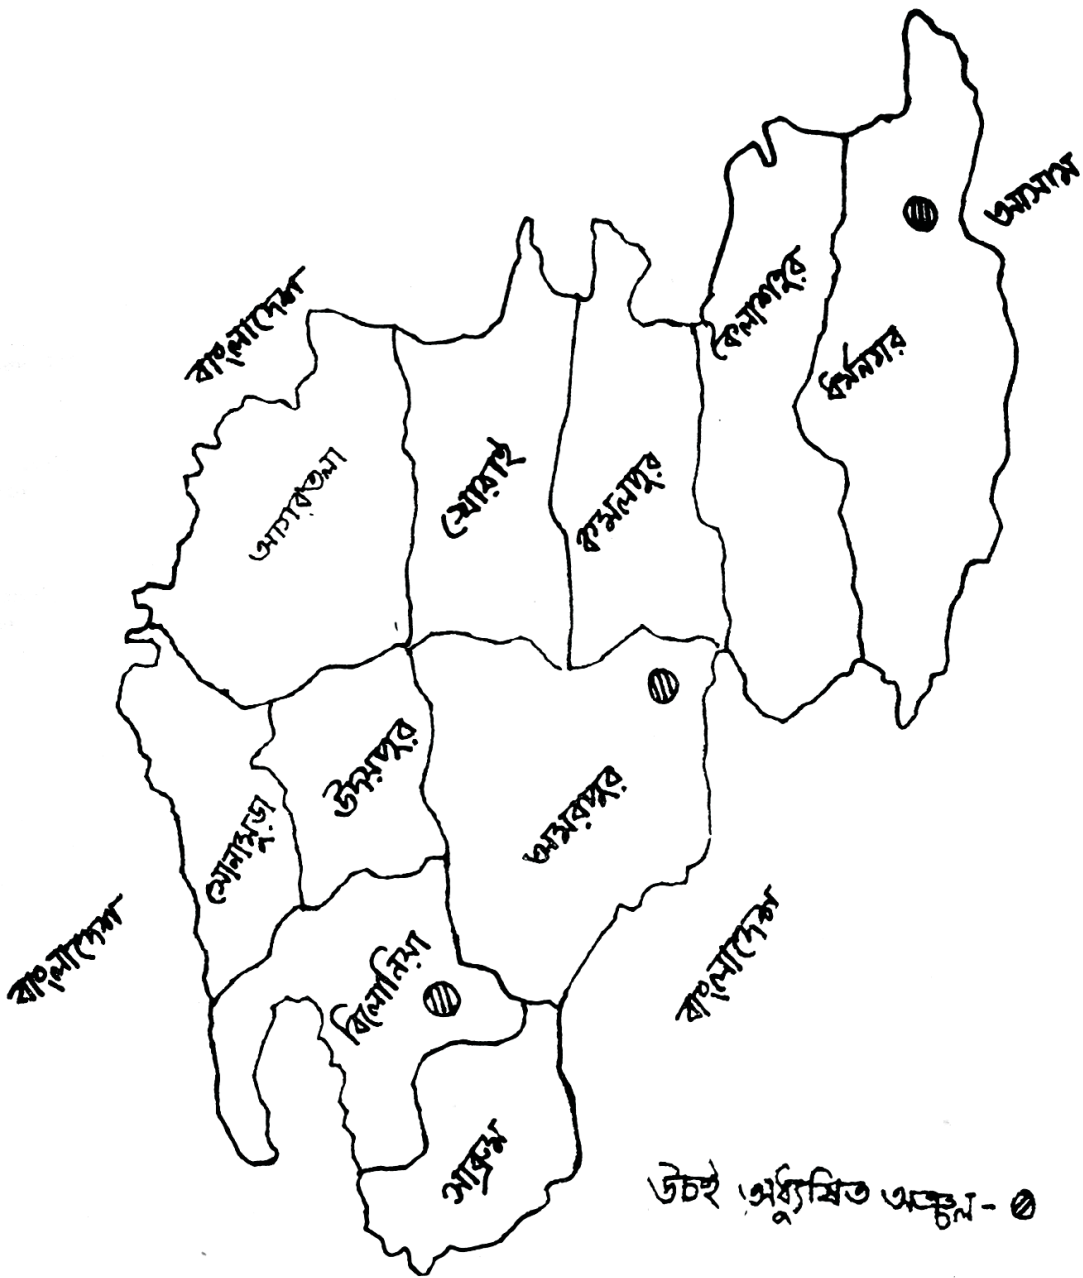 আসাম
বাংলাদেশ
কৈলাশহর
ধর্মনগর
আগরতলা
খোয়াই
কমলপুর
উদয়পুর
অমরপুর
সোনামুড়া
বাংলাদেশ
বিলোনিয়া
বাংলাদেশ
সাব্রুম
উচই অধ্যুষিত অঞ্চল -